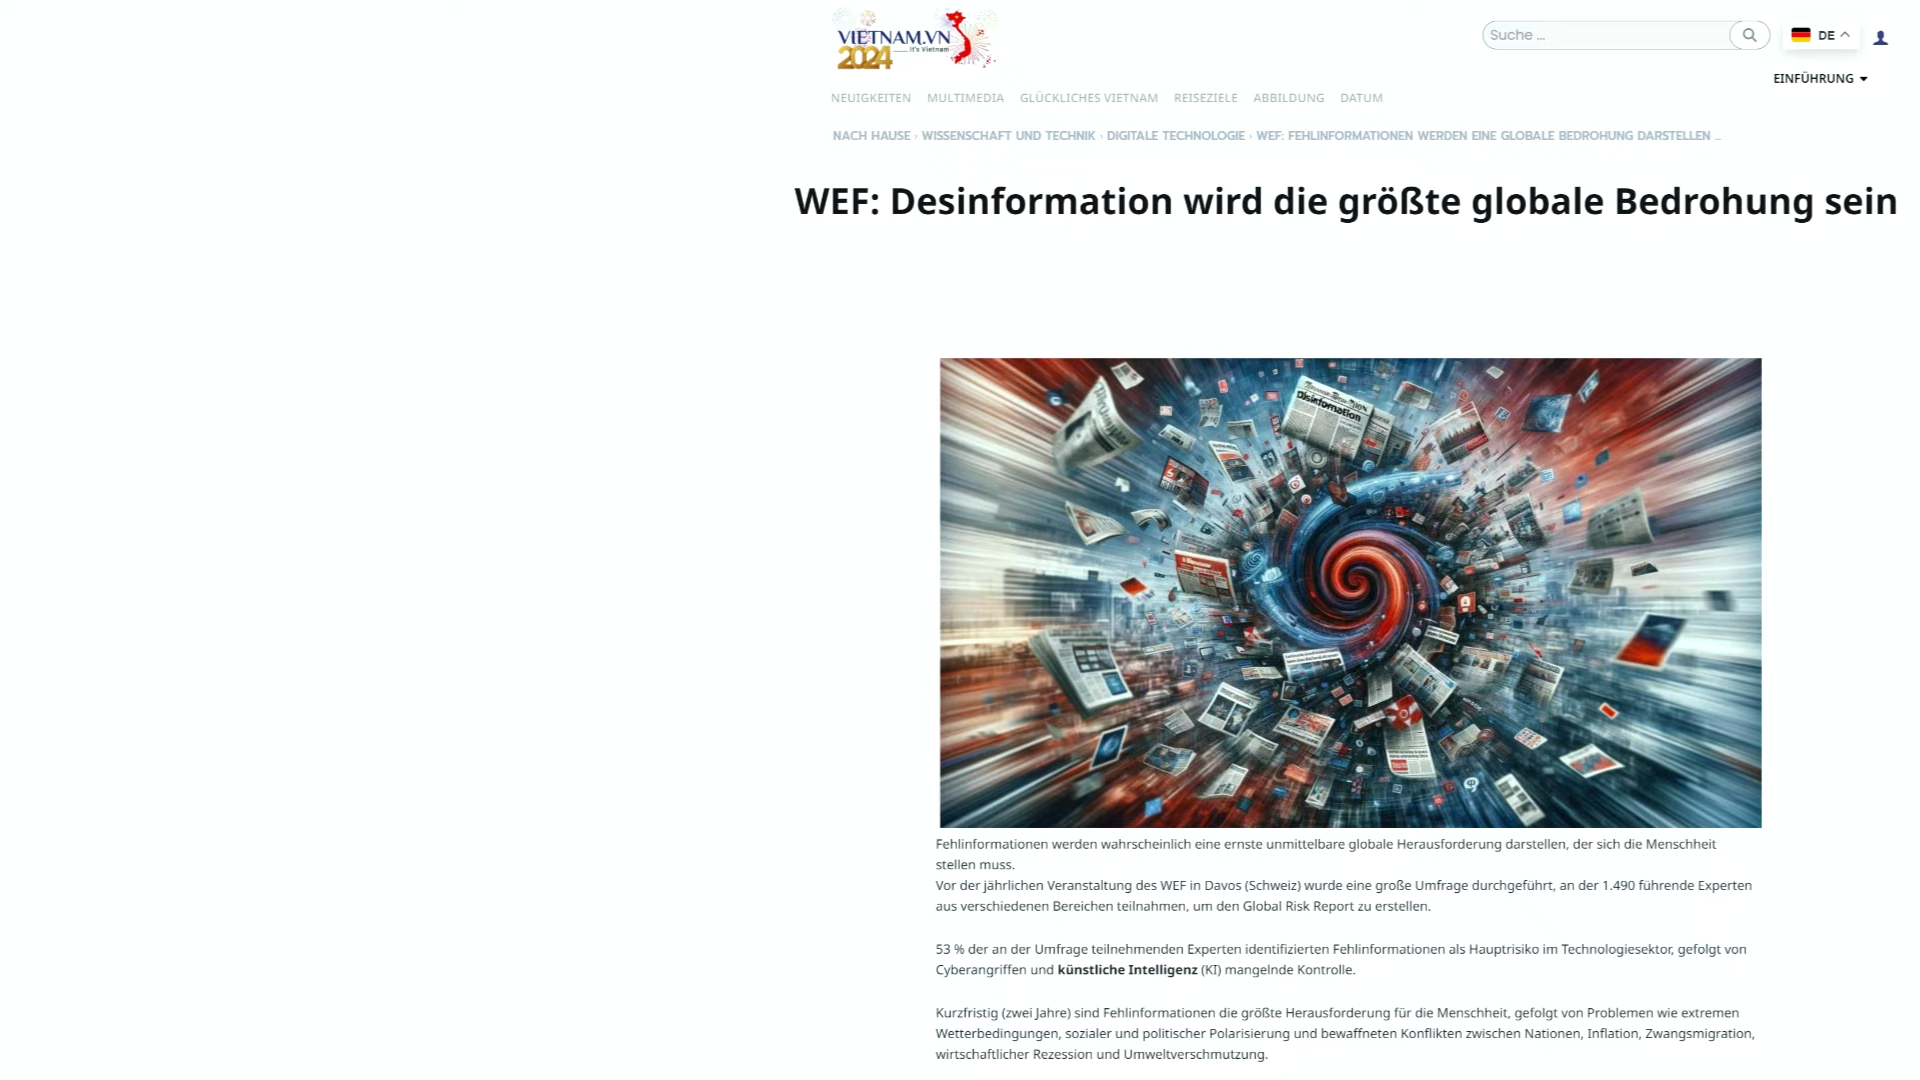 VIETNAM.VN
It's Vietnam
2024
Suche ...
DE
EINFÜHRUNG
NEUIGKEITEN MULTIMEDIA GLÜCKLICHES VIETNAM REISEZIELE ABBILDUNG DATUM
NACH HAUSE › WISSENSCHAFT UND TECHNIK › DIGITALE TECHNOLOGIE › WEF: FEHLINFORMATIONEN WERDEN EINE GLOBALE BEDROHUNG DARSTELLEN ...
WEF: Desinformation wird die größte globale Bedrohung sein
Disinfomation
Fehlinformationen werden wahrscheinlich eine ernste unmittelbare globale Herausforderung darstellen, der sich die Menschheit
stellen muss.
Vor der jährlichen Veranstaltung des WEF in Davos (Schweiz) wurde eine große Umfrage durchgeführt, an der 1.490 führende Experten
aus verschiedenen Bereichen teilnahmen, um den Global Risk Report zu erstellen.
53 % der an der Umfrage teilnehmenden Experten identifizierten Fehlinformationen als Hauptrisiko im Technologiesektor, gefolgt von
Cyberangriffen und künstliche Intelligenz (KI) mangelnde Kontrolle.
Kurzfristig (zwei Jahre) sind Fehlinformationen die größte Herausforderung für die Menschheit, gefolgt von Problemen wie extremen
Wetterbedingungen, sozialer und politischer Polarisierung und bewaffneten Konflikten zwischen Nationen, Inflation, Zwangsmigration,
wirtschaftlicher Rezession und Umweltverschmutzung.